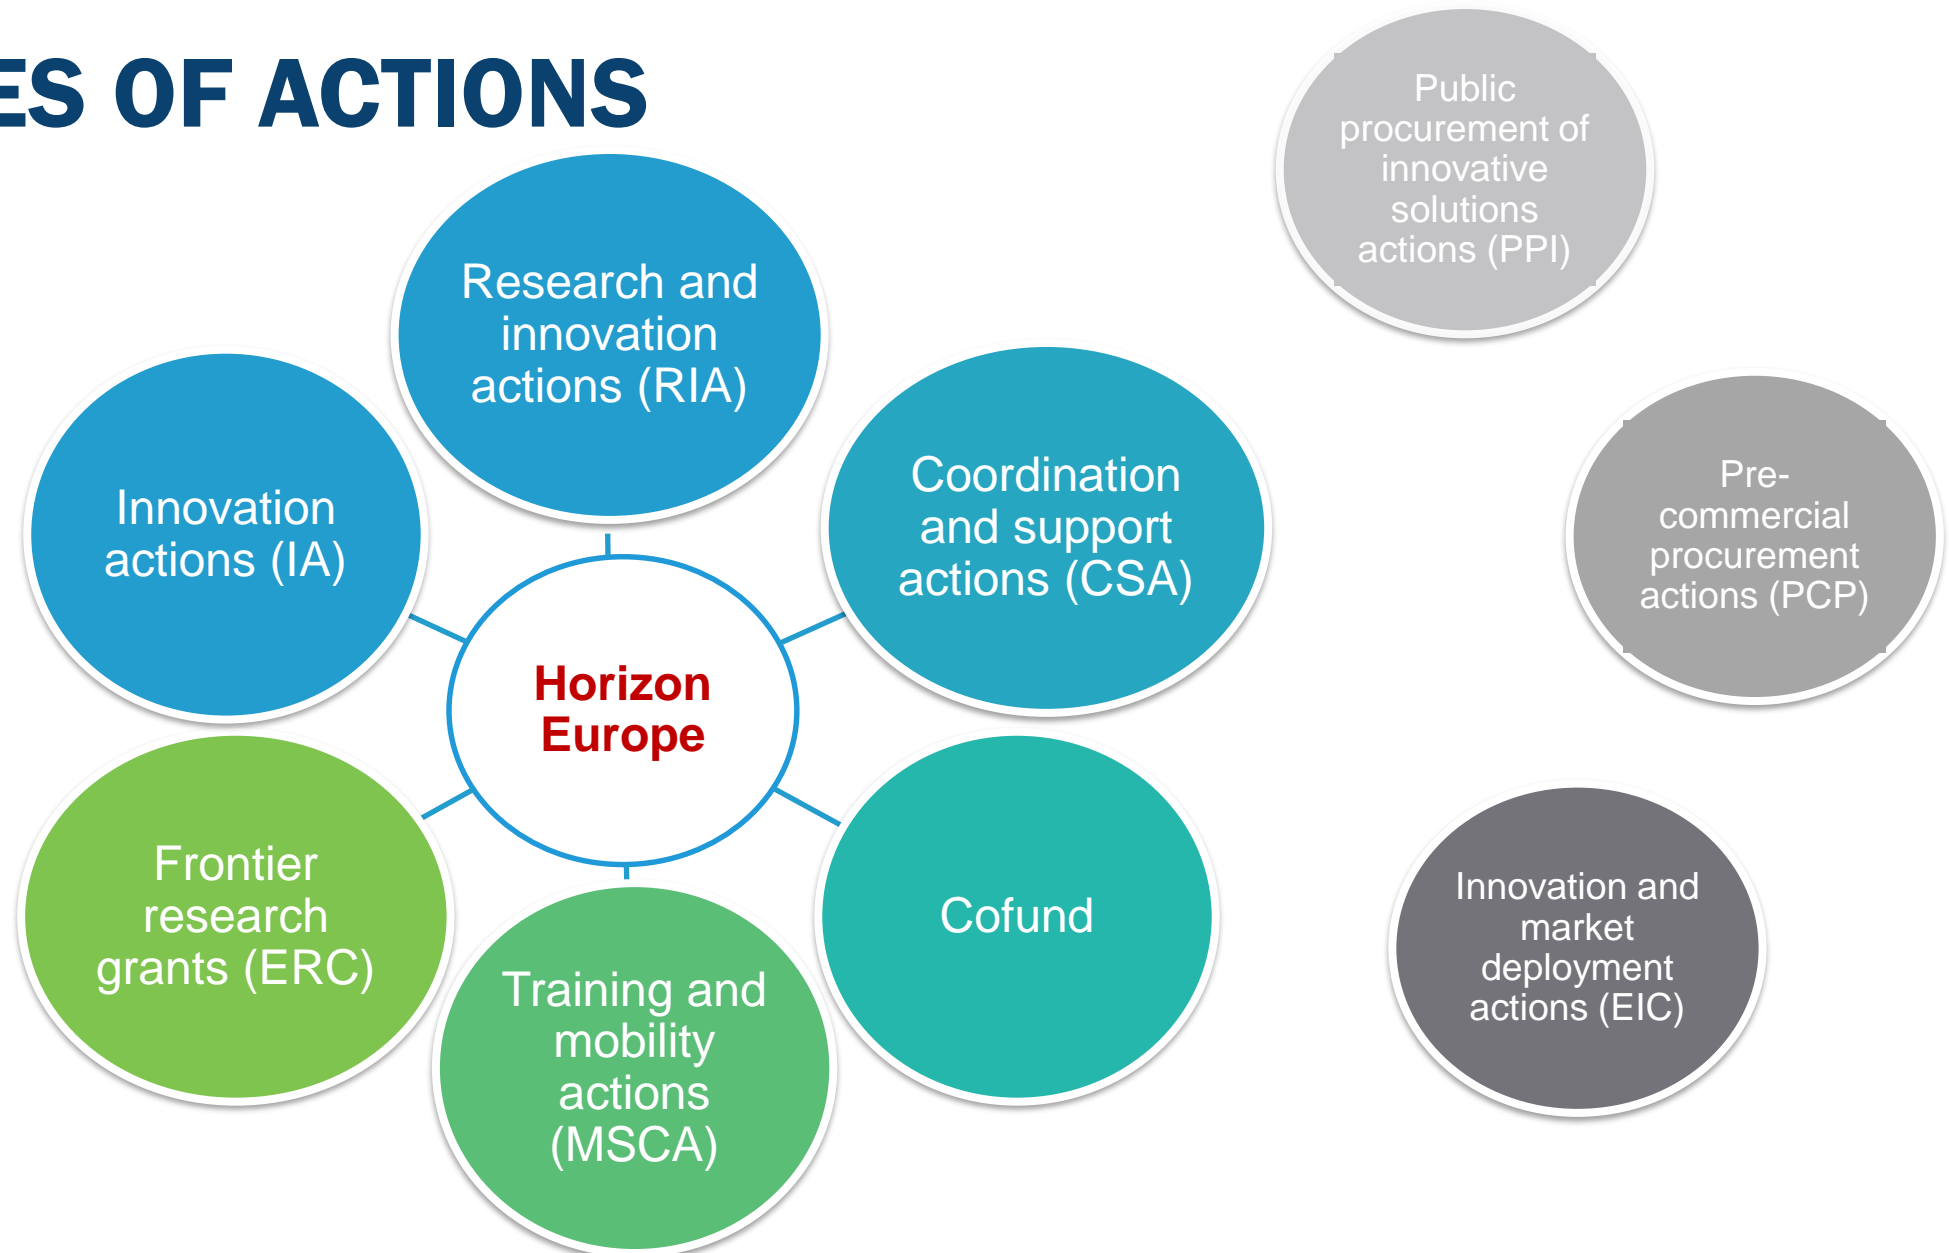 ES OF ACTIONS
Public
procurement of
innovative
solutions
actions (PPI)
Research and
innovation
actions (RIA)
Coordination
and support
actions (CSA)
Innovation
actions (IA)
Pre-
commercial
procurement
actions (PCP)
Horizon
Europe
Frontier
research
grants (ERC)
Cofund
Training and
mobility
actions
(MSCA)
Innovation and
market
deployment
actions (EIC)